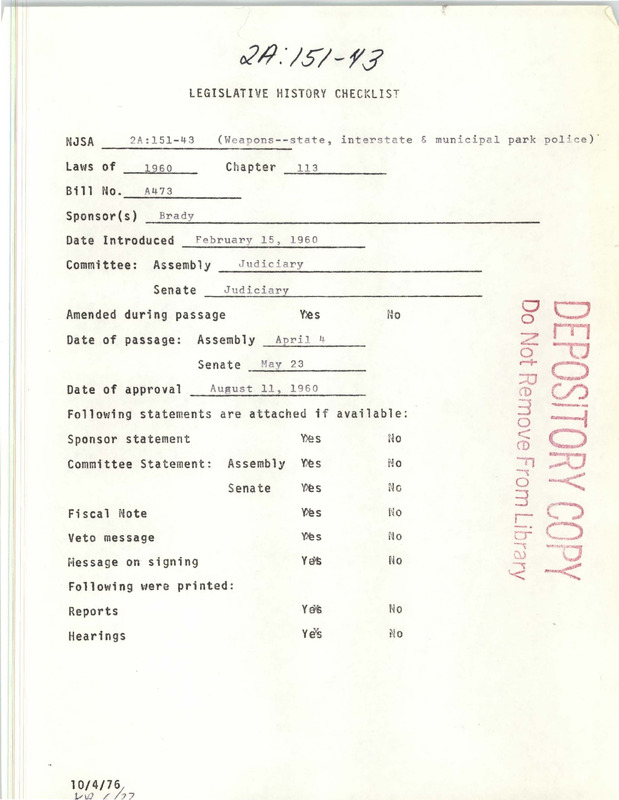 2A:151-43
LEGISLATIVE HISTORY CHECKLIST
NJSA 2A:151-43 (Weapons--state, interstate & municipal park police)
Laws of 1960 Chapter 113
Bill No. A473
Sponsor(s) Brady
Date Introduced February 15, 1960
Committee: Assembly Judiciary
Senate Judiciary
Amended during passage Yes No
Date of passage: Assembly April 4
Senate May 23
Date of approval August 11, 1960
Following statements are attached if available:
Sponsor statement Yes No
Committee Statement: Assembly Yes No
Senate Yes No
Fiscal Note Yes No
Veto message Yes No
Message on signing Yes No
Following were printed:
Reports Yes No
Hearings Yes No
10/4/76
DEPOSITORY COPY
Do Not Remove From Library